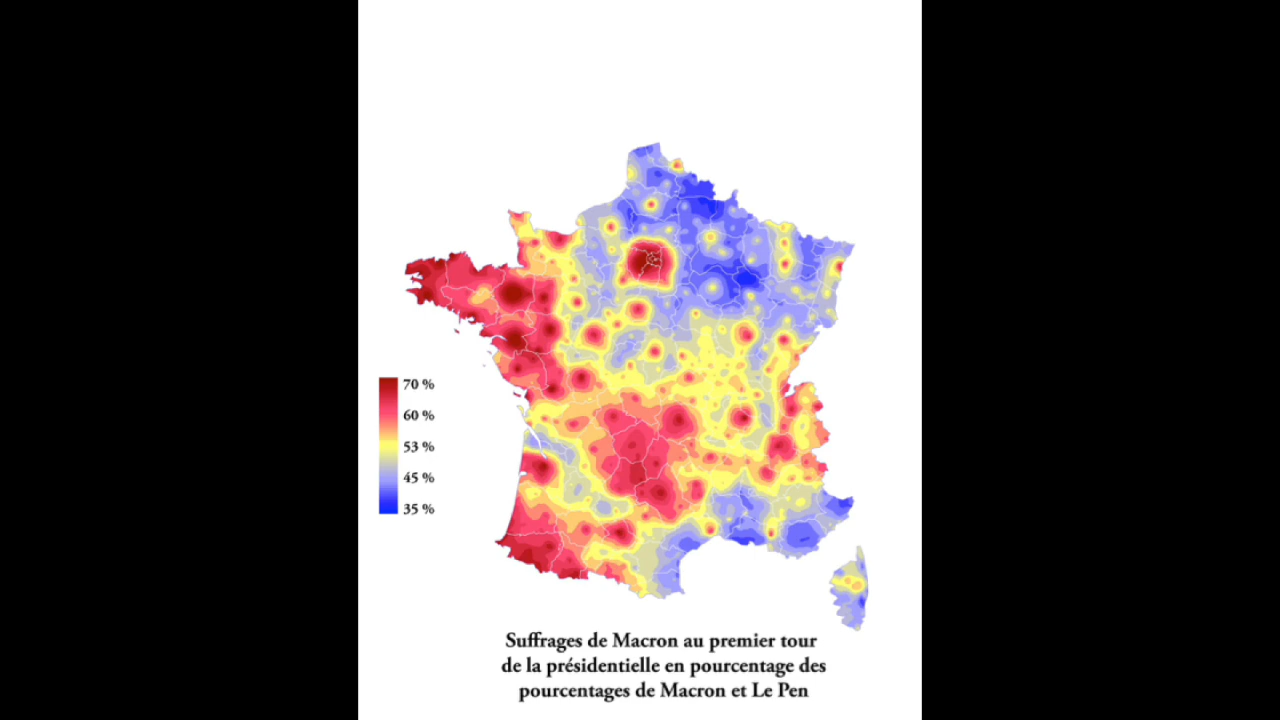 70 %
60 %
53 %
45 %
35 %
Suffrages de Macron au premier tour
de la présidentielle en pourcentage des
pourcentages de Macron et Le Pen